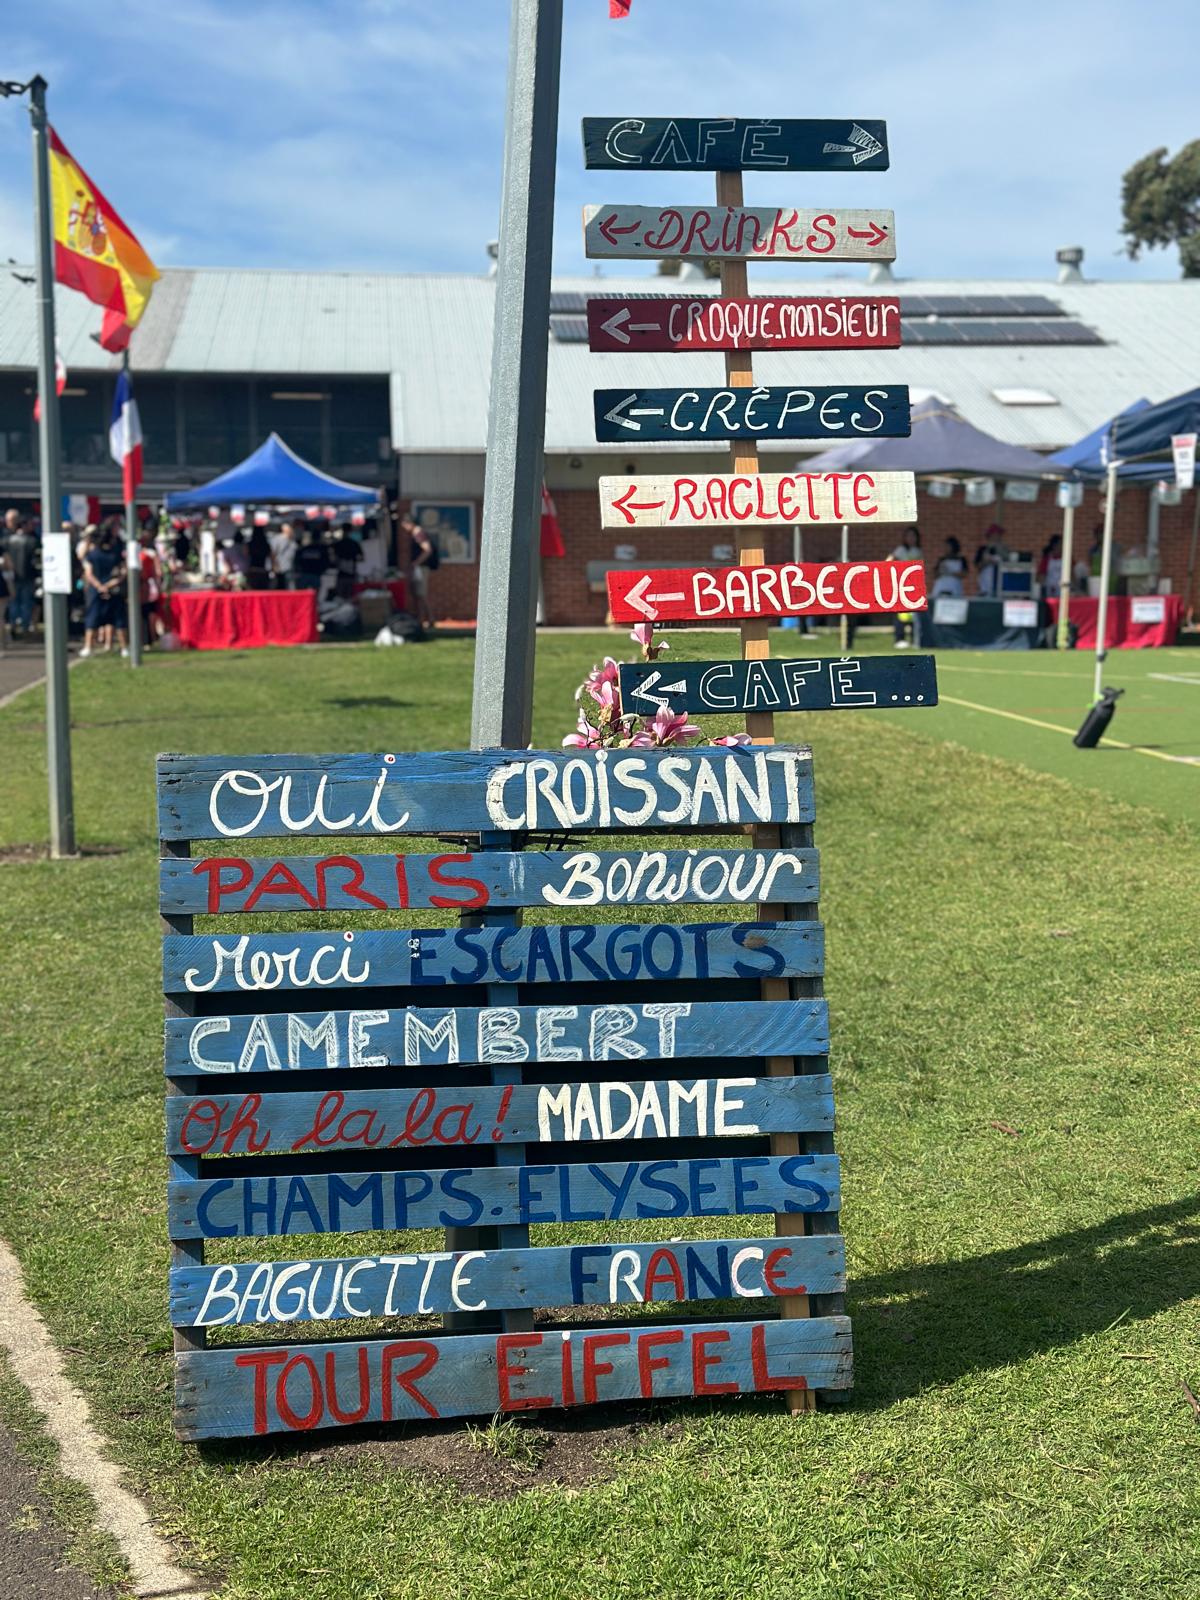 CAFÉ →
← DRINKS →
← CROQUE.MONSIEUR
← CRÊPES
← RACLETTE
← BARBECUE
← CAFÉ ...
OUI CROISSANT
PARIS BONJOUR
Merci ESCARGOTS
CAMEMBERT
Oh la la! MADAME
CHAMPS.ELYSEES
BAGUETTE FRANCE
TOUR EIFFEL